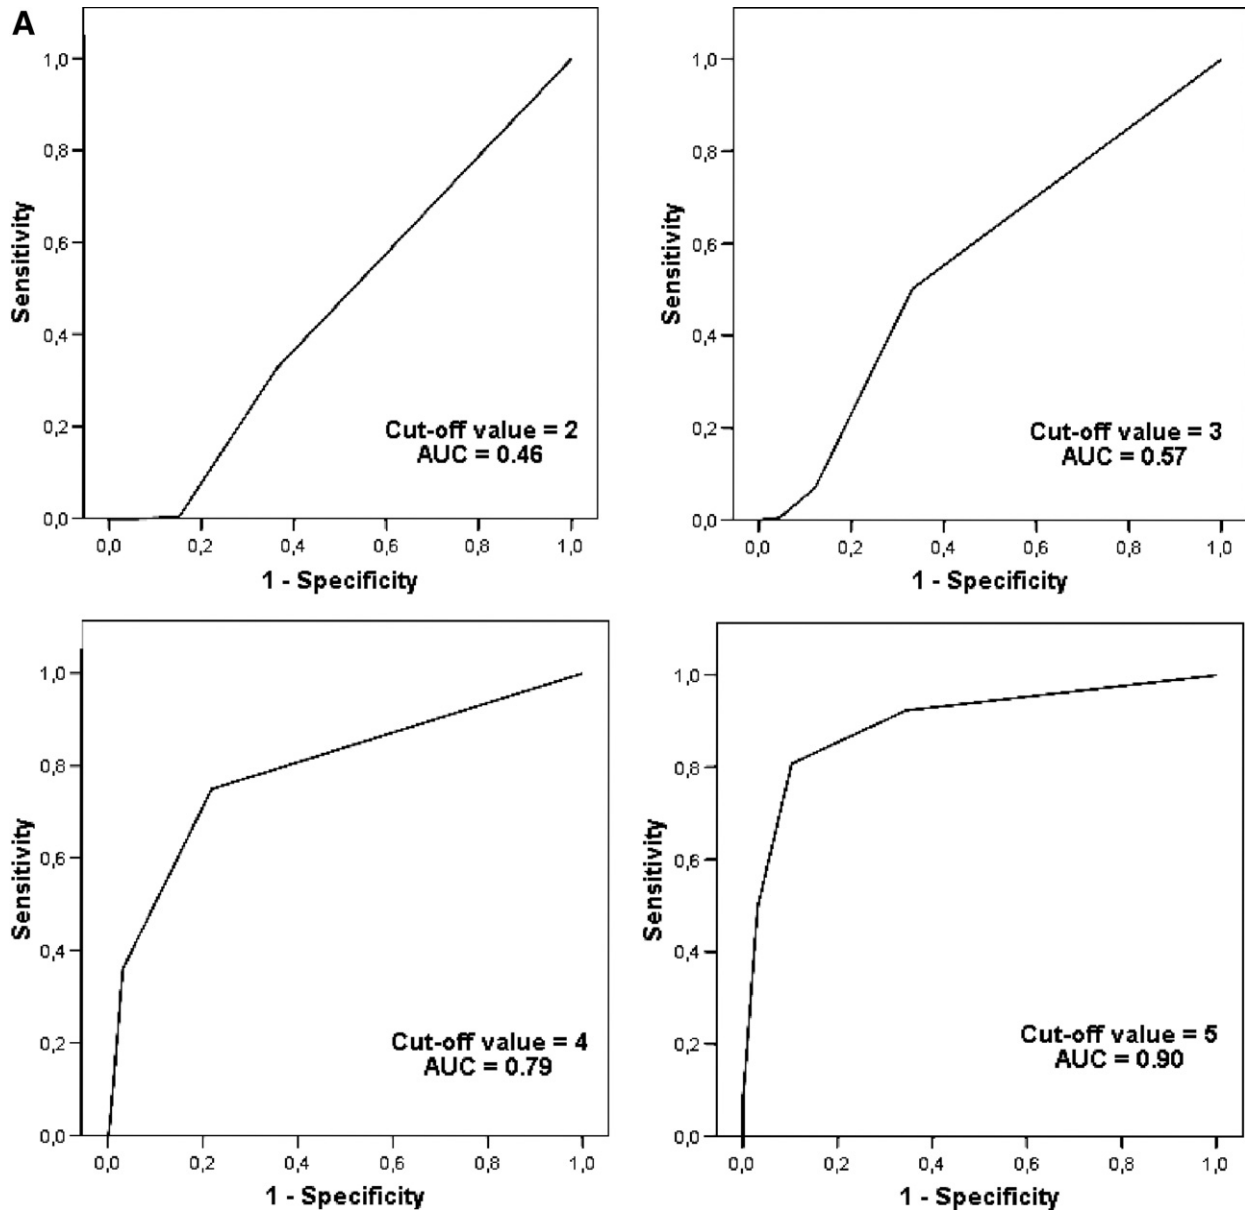 A
1,0
0,8
0,6
0,4
0,2
0,0
Sensitivity
0,0 0,2 0,4 0,6 0,8 1,0
1 - Specificity
Cut-off value = 2
AUC = 0.46
1,0
0,8
0,6
0,4
0,2
0,0
Sensitivity
0,0 0,2 0,4 0,6 0,8 1,0
1 - Specificity
Cut-off value = 3
AUC = 0.57
1,0
0,8
0,6
0,4
0,2
0,0
Sensitivity
0,0 0,2 0,4 0,6 0,8 1,0
1 - Specificity
Cut-off value = 4
AUC = 0.79
1,0
0,8
0,6
0,4
0,2
0,0
Sensitivity
0,0 0,2 0,4 0,6 0,8 1,0
1 - Specificity
Cut-off value = 5
AUC = 0.90